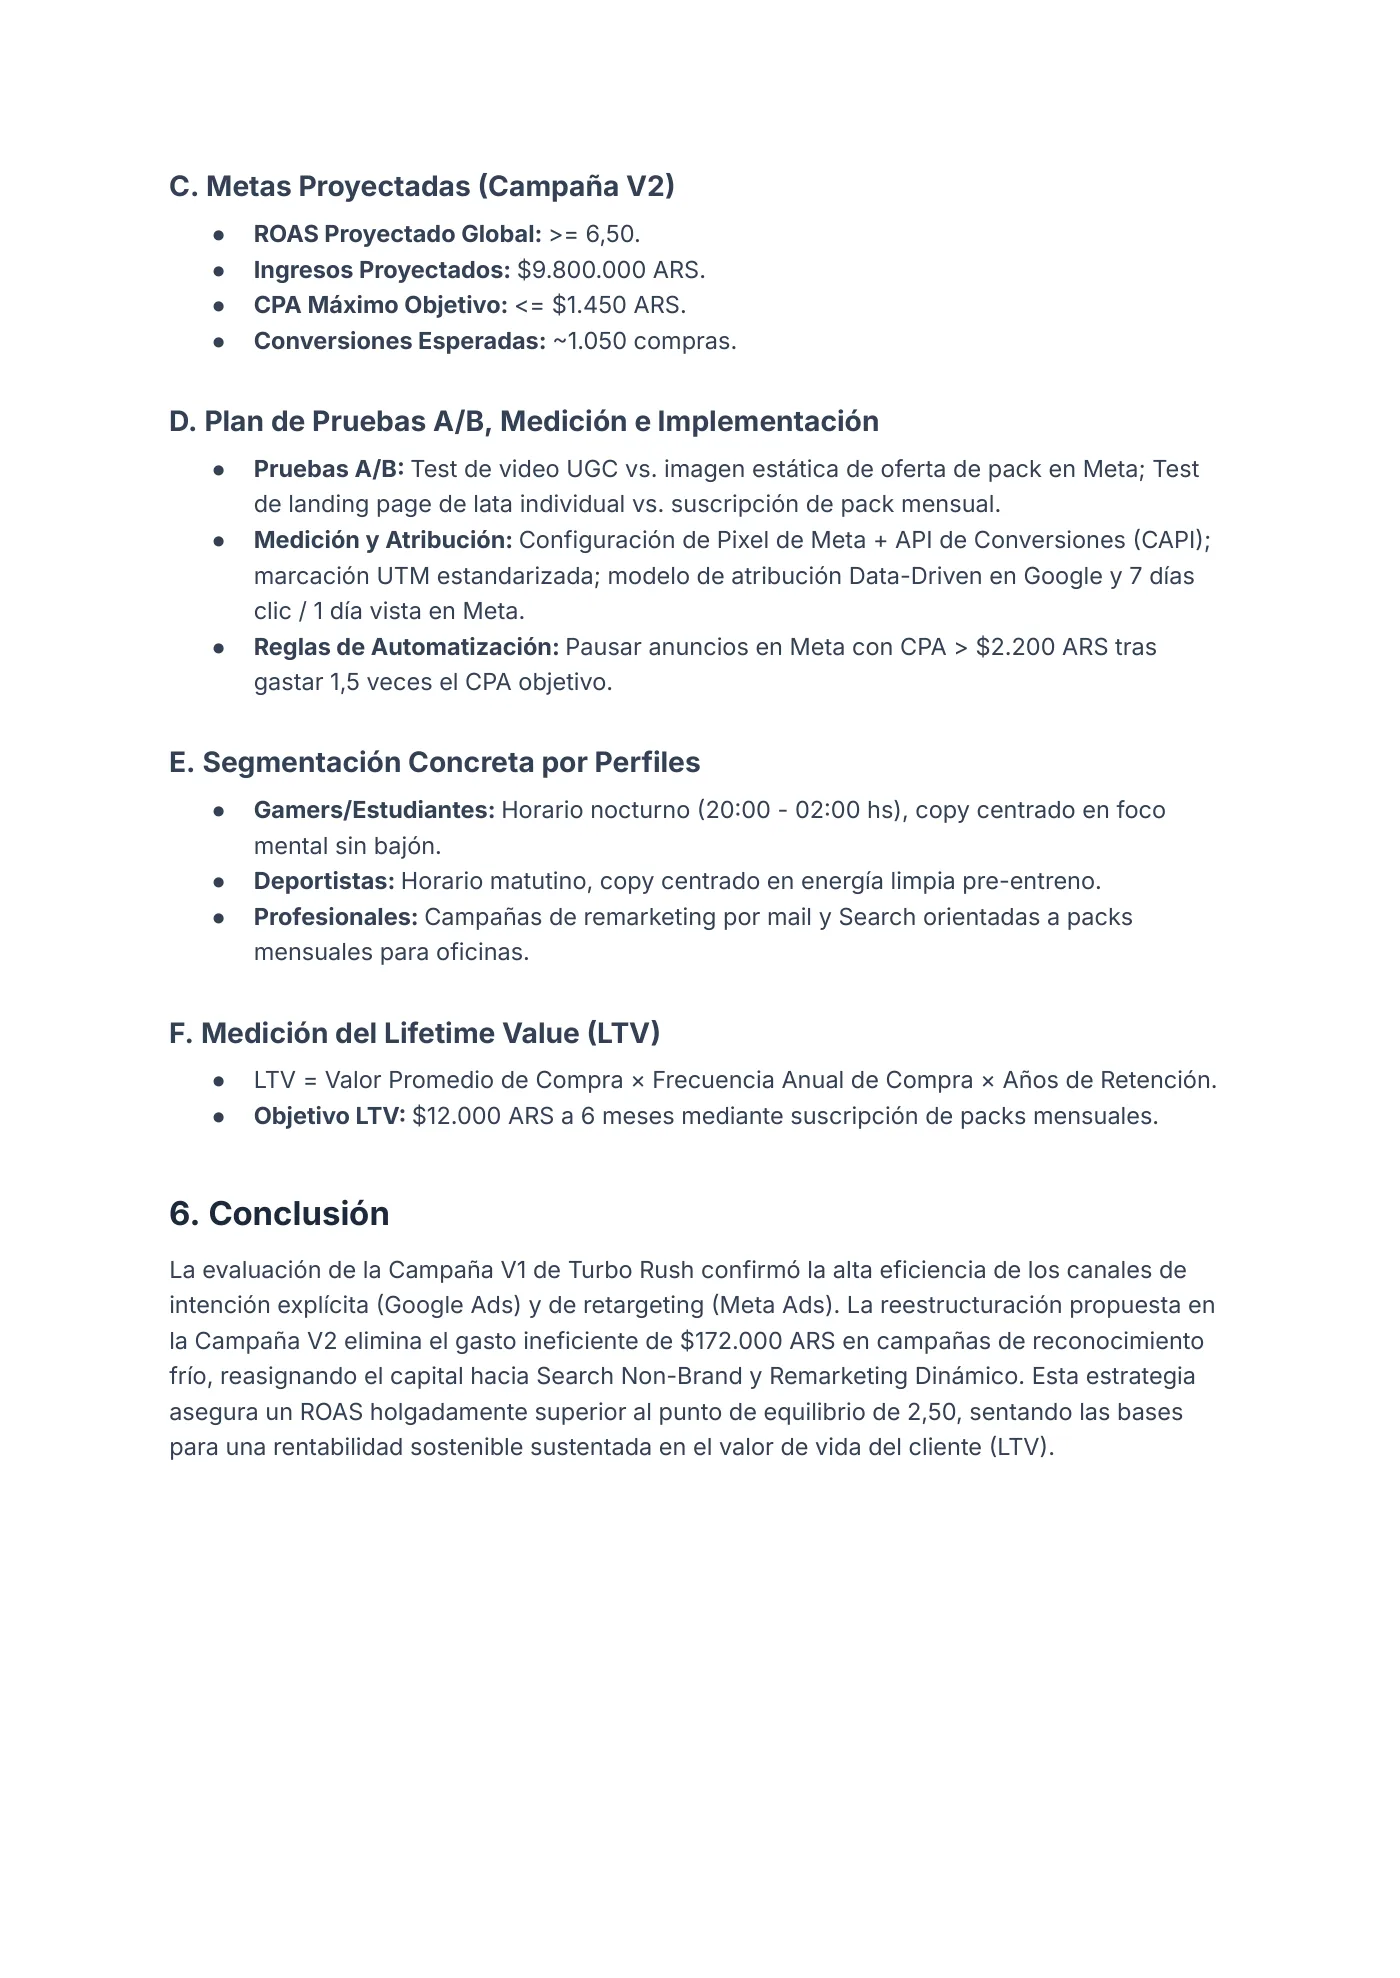 C. Metas Proyectadas (Campaña V2)
● ROAS Proyectado Global: >= 6,50.
● Ingresos Proyectados: $9.800.000 ARS.
● CPA Máximo Objetivo: <= $1.450 ARS.
● Conversiones Esperadas: ~1.050 compras.
D. Plan de Pruebas A/B, Medición e Implementación
● Pruebas A/B: Test de video UGC vs. imagen estática de oferta de pack en Meta; Test
de landing page de lata individual vs. suscripción de pack mensual.
● Medición y Atribución: Configuración de Pixel de Meta + API de Conversiones (CAPI);
marcación UTM estandarizada; modelo de atribución Data-Driven en Google y 7 días
clic / 1 día vista en Meta.
● Reglas de Automatización: Pausar anuncios en Meta con CPA > $2.200 ARS tras
gastar 1,5 veces el CPA objetivo.
E. Segmentación Concreta por Perfiles
● Gamers/Estudiantes: Horario nocturno (20:00 - 02:00 hs), copy centrado en foco
mental sin bajón.
● Deportistas: Horario matutino, copy centrado en energía limpia pre-entreno.
● Profesionales: Campañas de remarketing por mail y Search orientadas a packs
mensuales para oficinas.
F. Medición del Lifetime Value (LTV)
● LTV = Valor Promedio de Compra × Frecuencia Anual de Compra × Años de Retención.
● Objetivo LTV: $12.000 ARS a 6 meses mediante suscripción de packs mensuales.
6. Conclusión
La evaluación de la Campaña V1 de Turbo Rush confirmó la alta eficiencia de los canales de
intención explícita (Google Ads) y de retargeting (Meta Ads). La reestructuración propuesta en
la Campaña V2 elimina el gasto ineficiente de $172.000 ARS en campañas de reconocimiento
frío, reasignando el capital hacia Search Non-Brand y Remarketing Dinámico. Esta estrategia
asegura un ROAS holgadamente superior al punto de equilibrio de 2,50, sentando las bases
para una rentabilidad sostenible sustentada en el valor de vida del cliente (LTV).